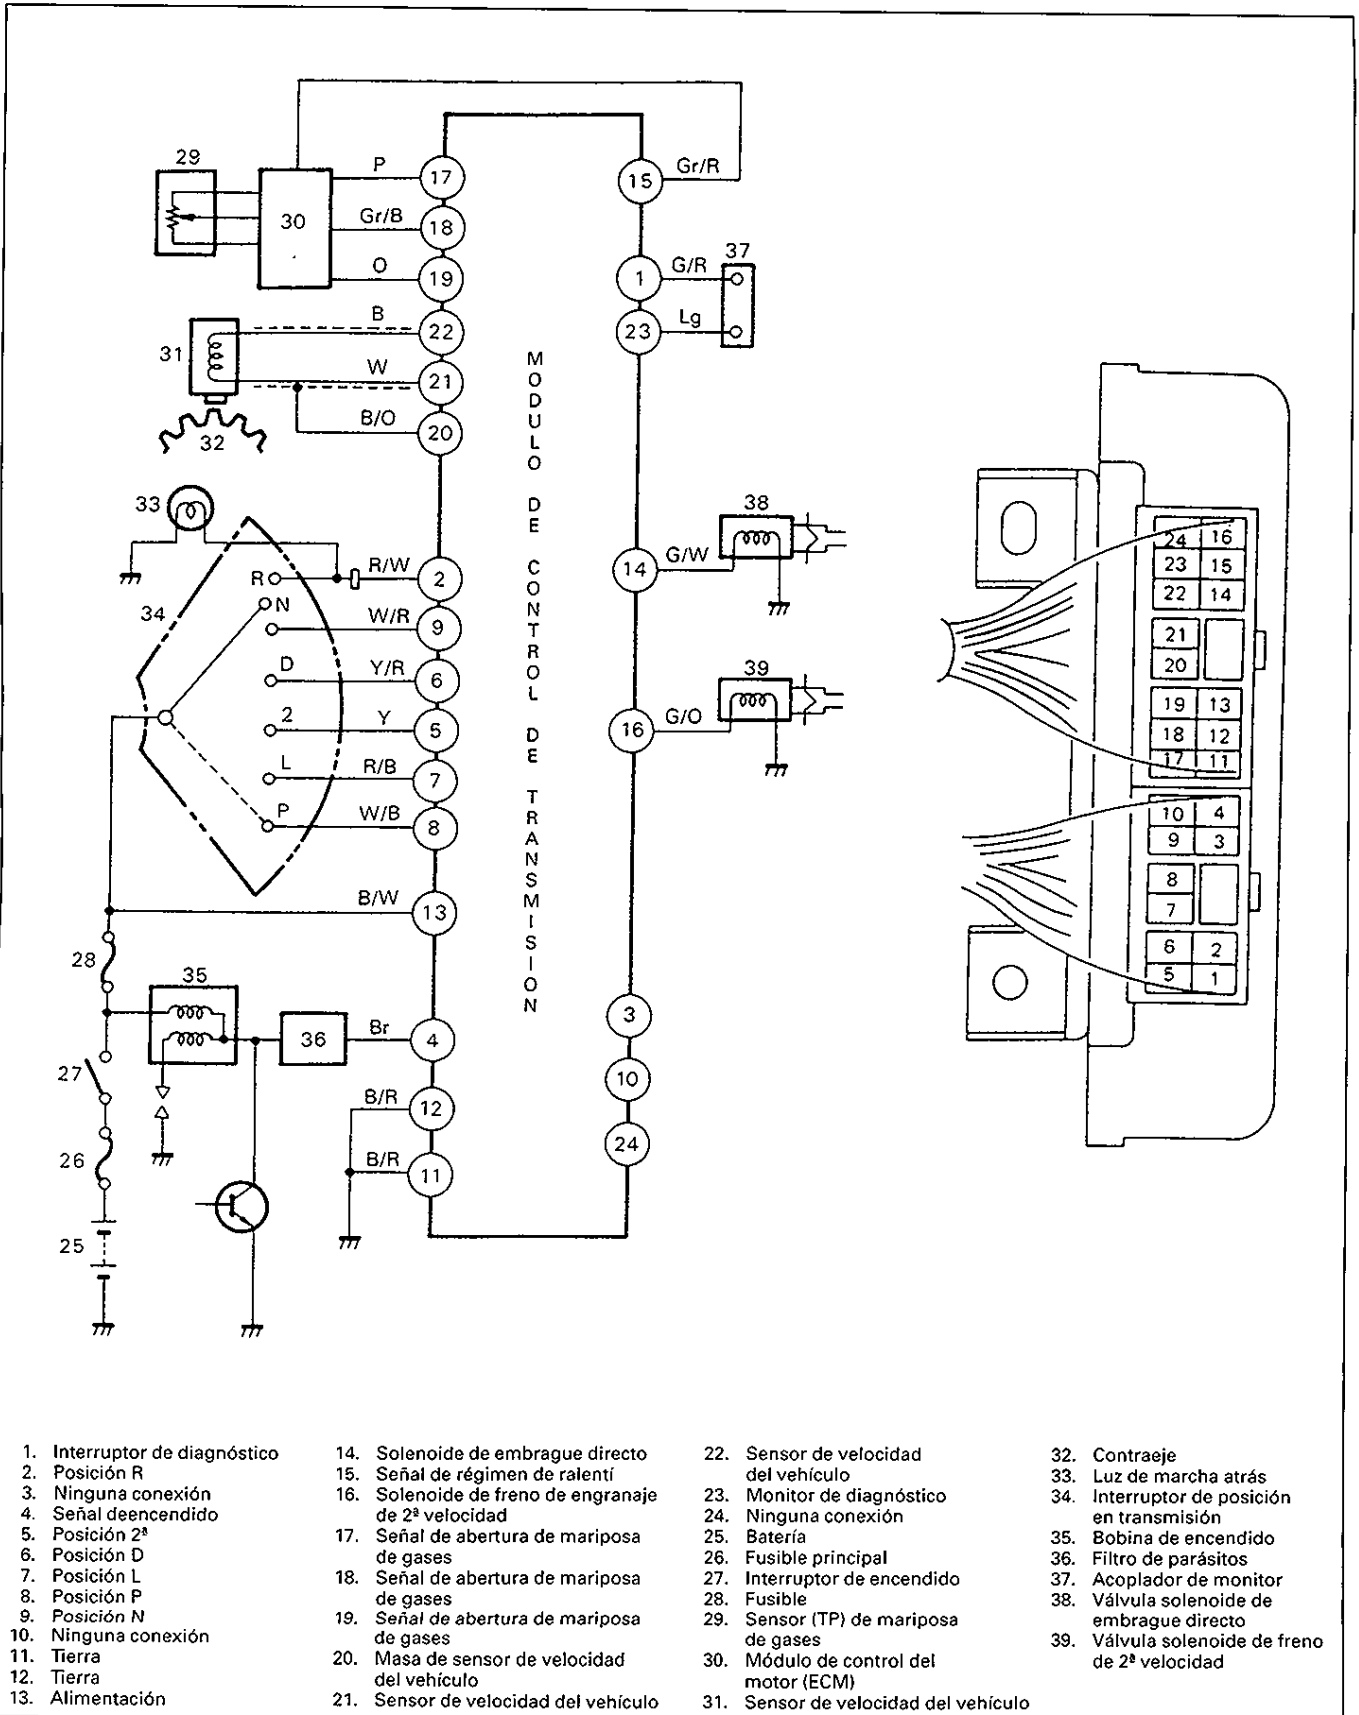 29
30
P
17
Gr/B
18
O
19
15
Gr/R
1
G/R
37
23
Lg
31
B
22
W
21
B/O
20
32
33
34
R
N
R/W
2
W/R
9
D
Y/R
6
2
Y
5
L
R/B
7
P
W/B
8
B/W
13
MODULO DE CONTROL DE TRANSMISION
14
G/W
38
16
G/O
39
3
10
24
28
35
36
Br
4
27
B/R
12
26
B/R
11
25
24 16
23 15
22 14
21
20
19 13
18 12
17 11
10 4
9 3
8
7
6 2
5 1
1. Interruptor de diagnóstico
2. Posición R
3. Ninguna conexión
4. Señal deencendido
5. Posición 2ª
6. Posición D
7. Posición L
8. Posición P
9. Posición N
10. Ninguna conexión
11. Tierra
12. Tierra
13. Alimentación
14. Solenoide de embrague directo
15. Señal de régimen de ralentí
16. Solenoide de freno de engranaje
de 2ª velocidad
17. Señal de abertura de mariposa
de gases
18. Señal de abertura de mariposa
de gases
19. Señal de abertura de mariposa
de gases
20. Masa de sensor de velocidad
del vehículo
21. Sensor de velocidad del vehículo
22. Sensor de velocidad
del vehículo
23. Monitor de diagnóstico
24. Ninguna conexión
25. Batería
26. Fusible principal
27. Interruptor de encendido
28. Fusible
29. Sensor (TP) de mariposa
de gases
30. Módulo de control del
motor (ECM)
31. Sensor de velocidad del vehículo
32. Contraeje
33. Luz de marcha atrás
34. Interruptor de posición
en transmisión
35. Bobina de encendido
36. Filtro de parásitos
37. Acoplador de monitor
38. Válvula solenoide de
embrague directo
39. Válvula solenoide de freno
de 2ª velocidad